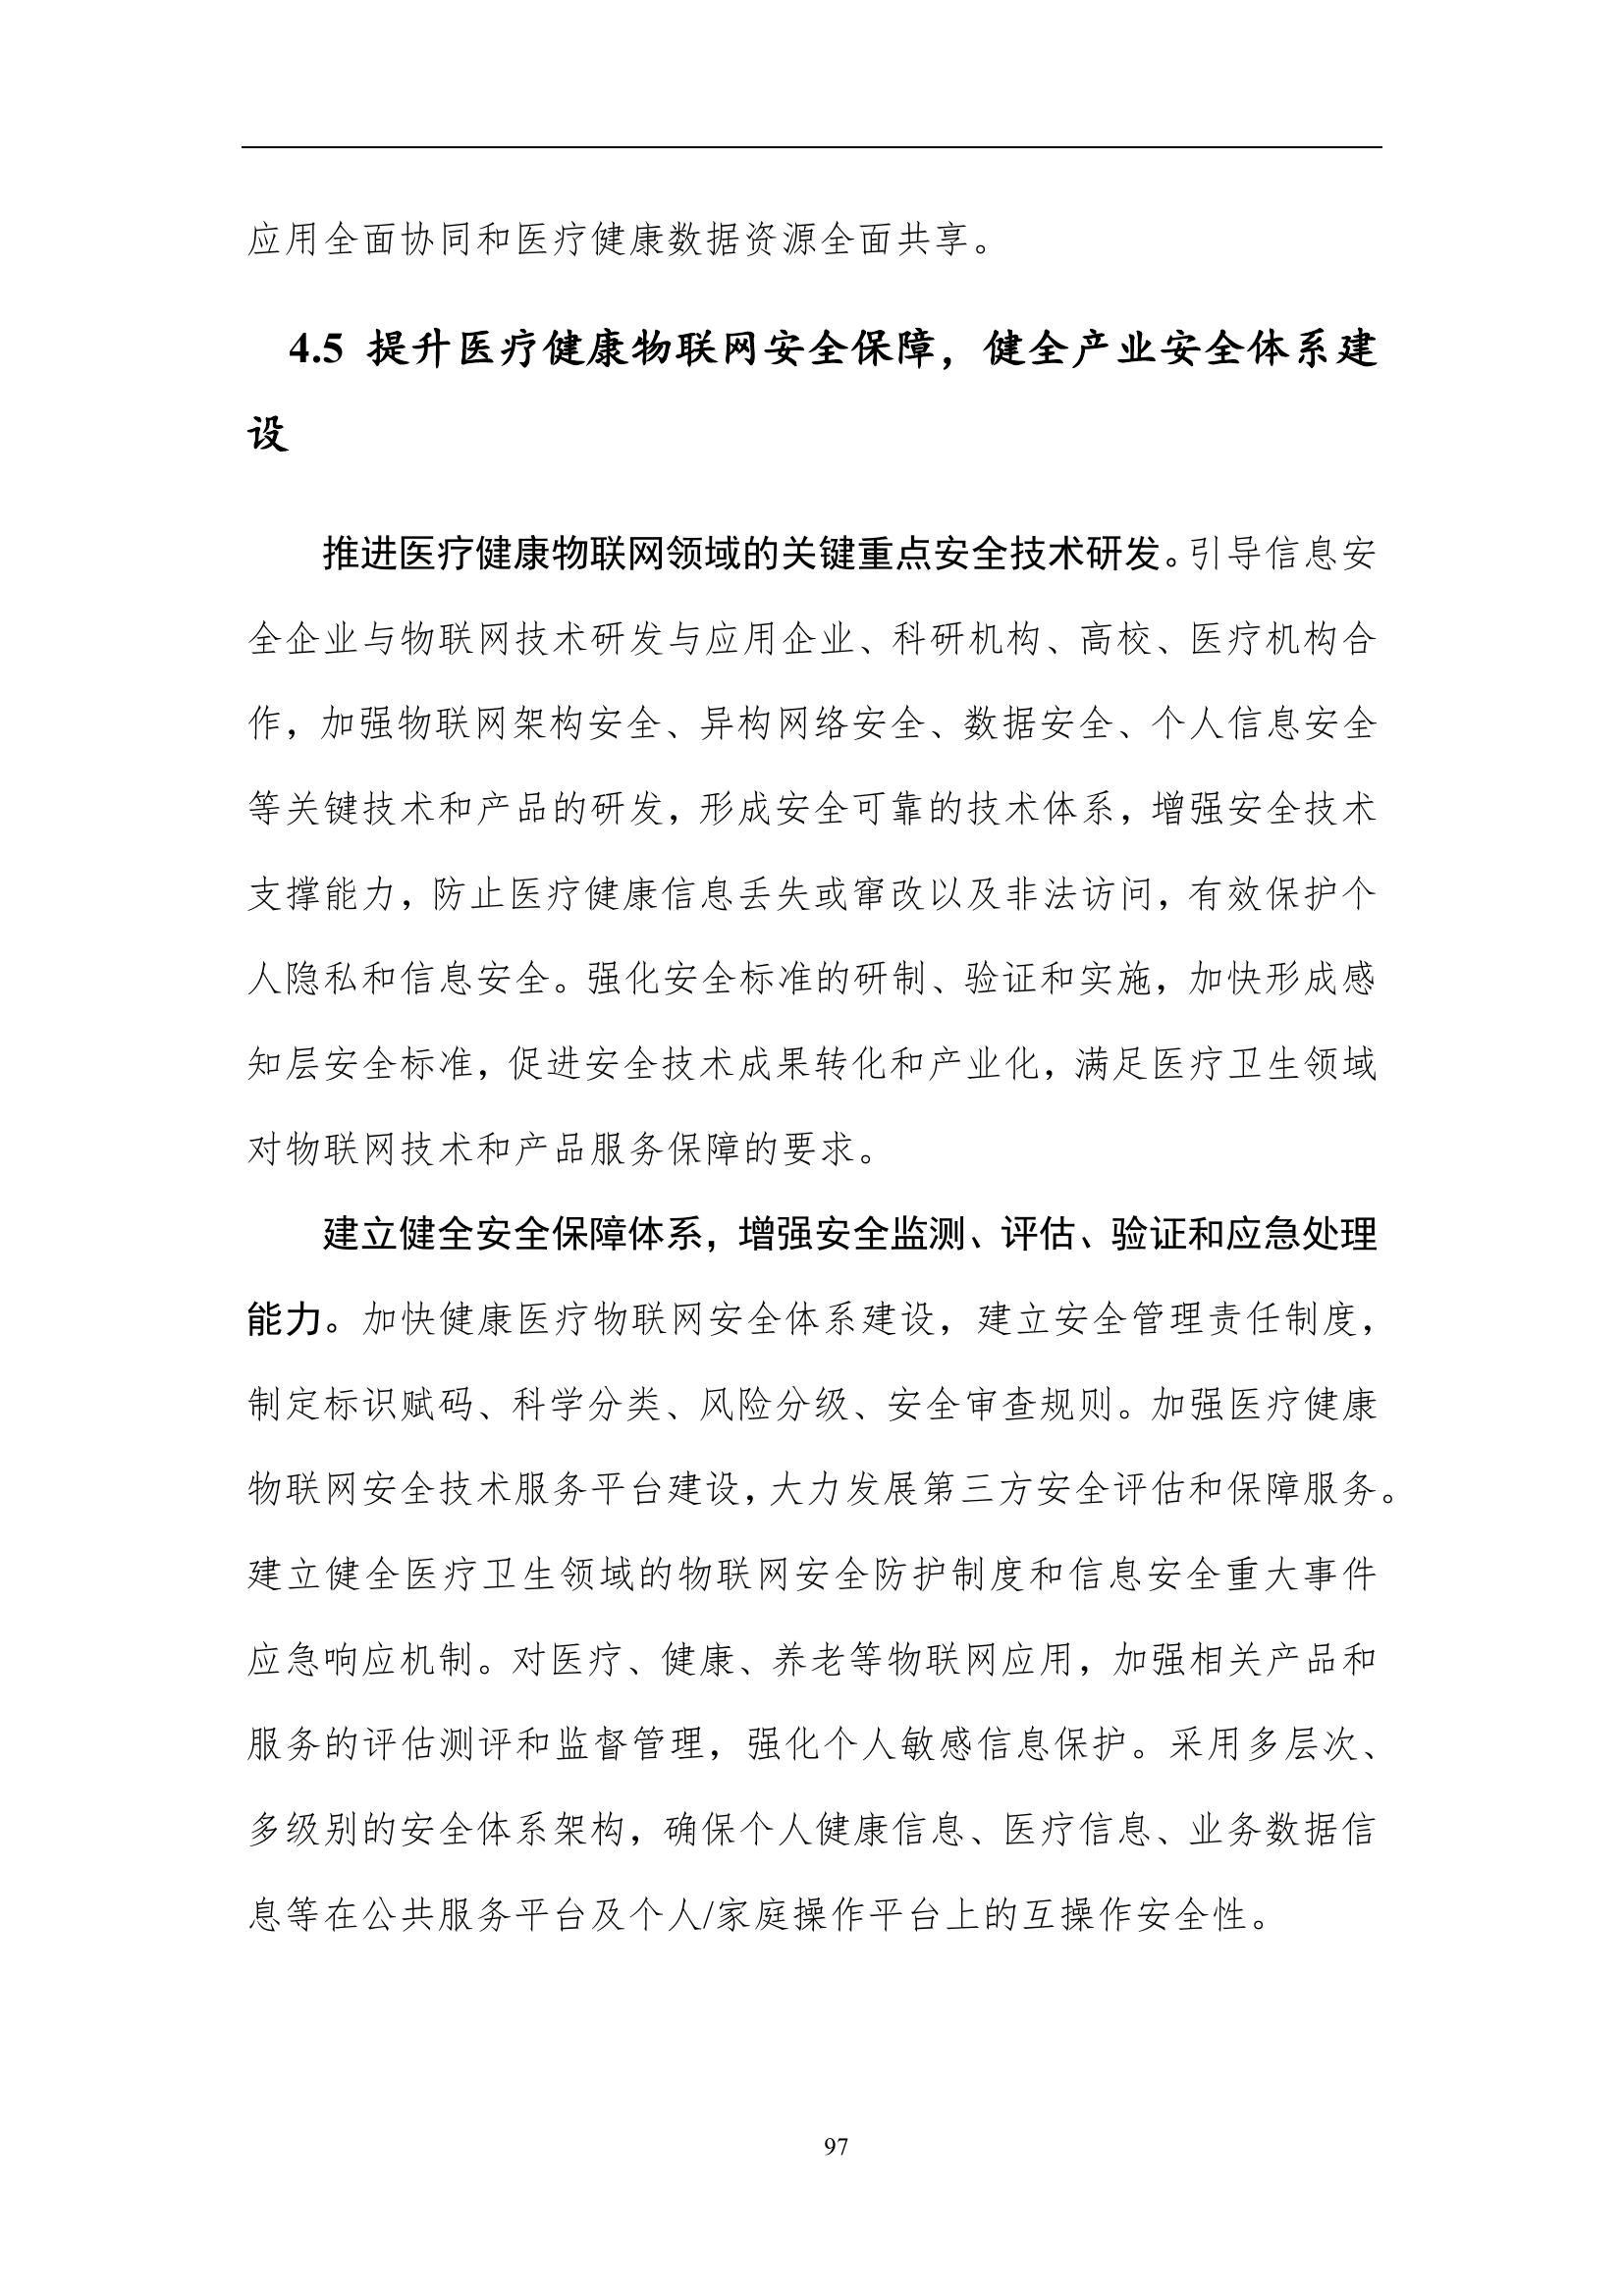 应用全面协同和医疗健康数据资源全面共享。
4.5 提升医疗健康物联网安全保障，健全产业安全体系建
设
推进医疗健康物联网领域的关键重点安全技术研发。引导信息安
全企业与物联网技术研发与应用企业、科研机构、高校、医疗机构合
作，加强物联网架构安全、异构网络安全、数据安全、个人信息安全
等关键技术和产品的研发，形成安全可靠的技术体系，增强安全技术
支撑能力，防止医疗健康信息丢失或窜改以及非法访问，有效保护个
人隐私和信息安全。强化安全标准的研制、验证和实施，加快形成感
知层安全标准，促进安全技术成果转化和产业化，满足医疗卫生领域
对物联网技术和产品服务保障的要求。
建立健全安全保障体系，增强安全监测、评估、验证和应急处理
能力。加快健康医疗物联网安全体系建设，建立安全管理责任制度，
制定标识赋码、科学分类、风险分级、安全审查规则。加强医疗健康
物联网安全技术服务平台建设，大力发展第三方安全评估和保障服务。
建立健全医疗卫生领域的物联网安全防护制度和信息安全重大事件
应急响应机制。对医疗、健康、养老等物联网应用，加强相关产品和
服务的评估测评和监督管理，强化个人敏感信息保护。采用多层次、
多级别的安全体系架构，确保个人健康信息、医疗信息、业务数据信
息等在公共服务平台及个人/家庭操作平台上的互操作安全性。
97